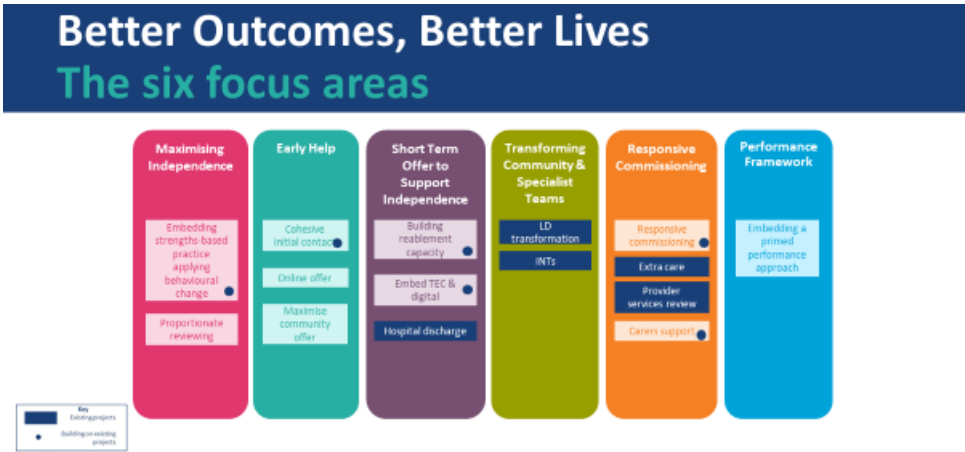 Better Outcomes, Better Lives
The six focus areas
Maximising
Independence
Embedding
strengths-based
practice
applying
behavioural
change
Proportionate
reviewing
Early Help
Cohesive
initial contact
Online offer
Maximise
community
offer
Short Term
Offer to
Support
Independence
Building
reablement
capacity
Embed TEC &
digital
Hospital discharge
Transforming
Community &
Specialist
Teams
LD
transformation
INTs
Responsive
Commissioning
Responsive
commissioning
Extra care
Provider
services review
Carers support
Performance
Framework
Embedding a
primed
performance
approach
Key
Existing projects
Building on existing
projects